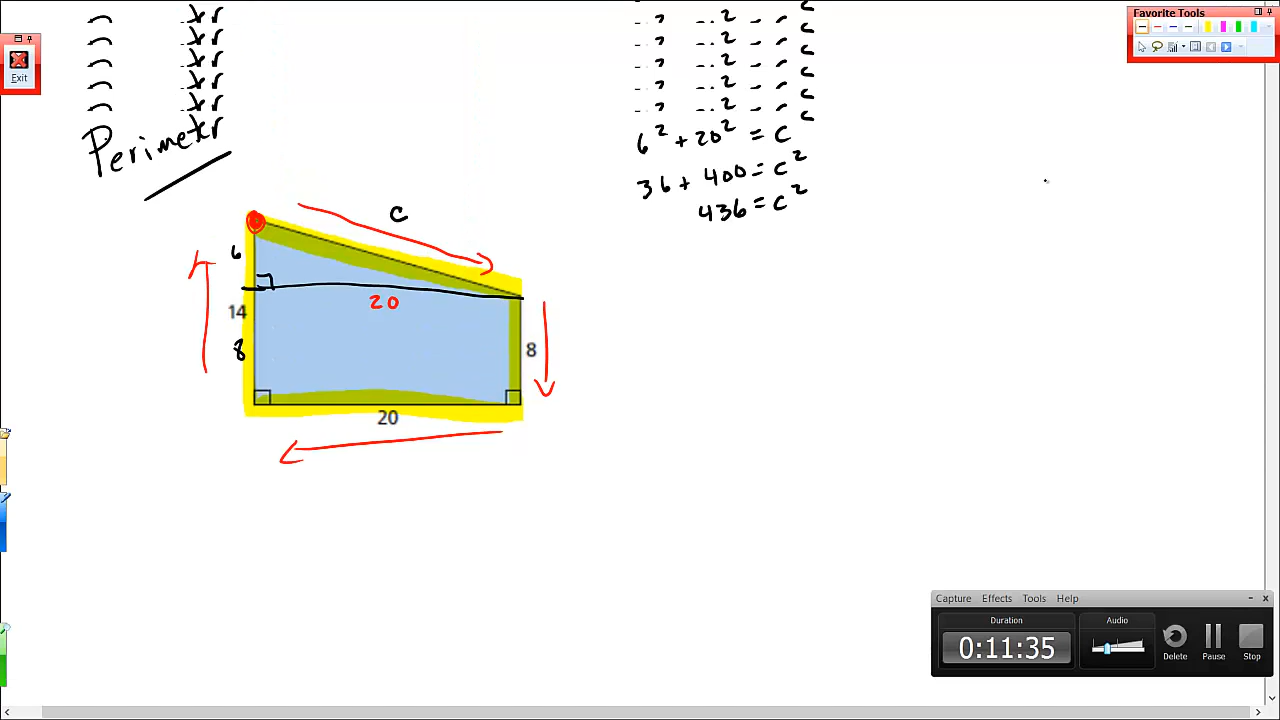 Favorite Tools
Exit
Perimeter
6² + 20² = c²
36 + 400 = c²
436 = c²
c
6
20
14
8
8
20
Capture Effects Tools Help
Duration
Audio
0:11:35
Delete
Pause
Stop